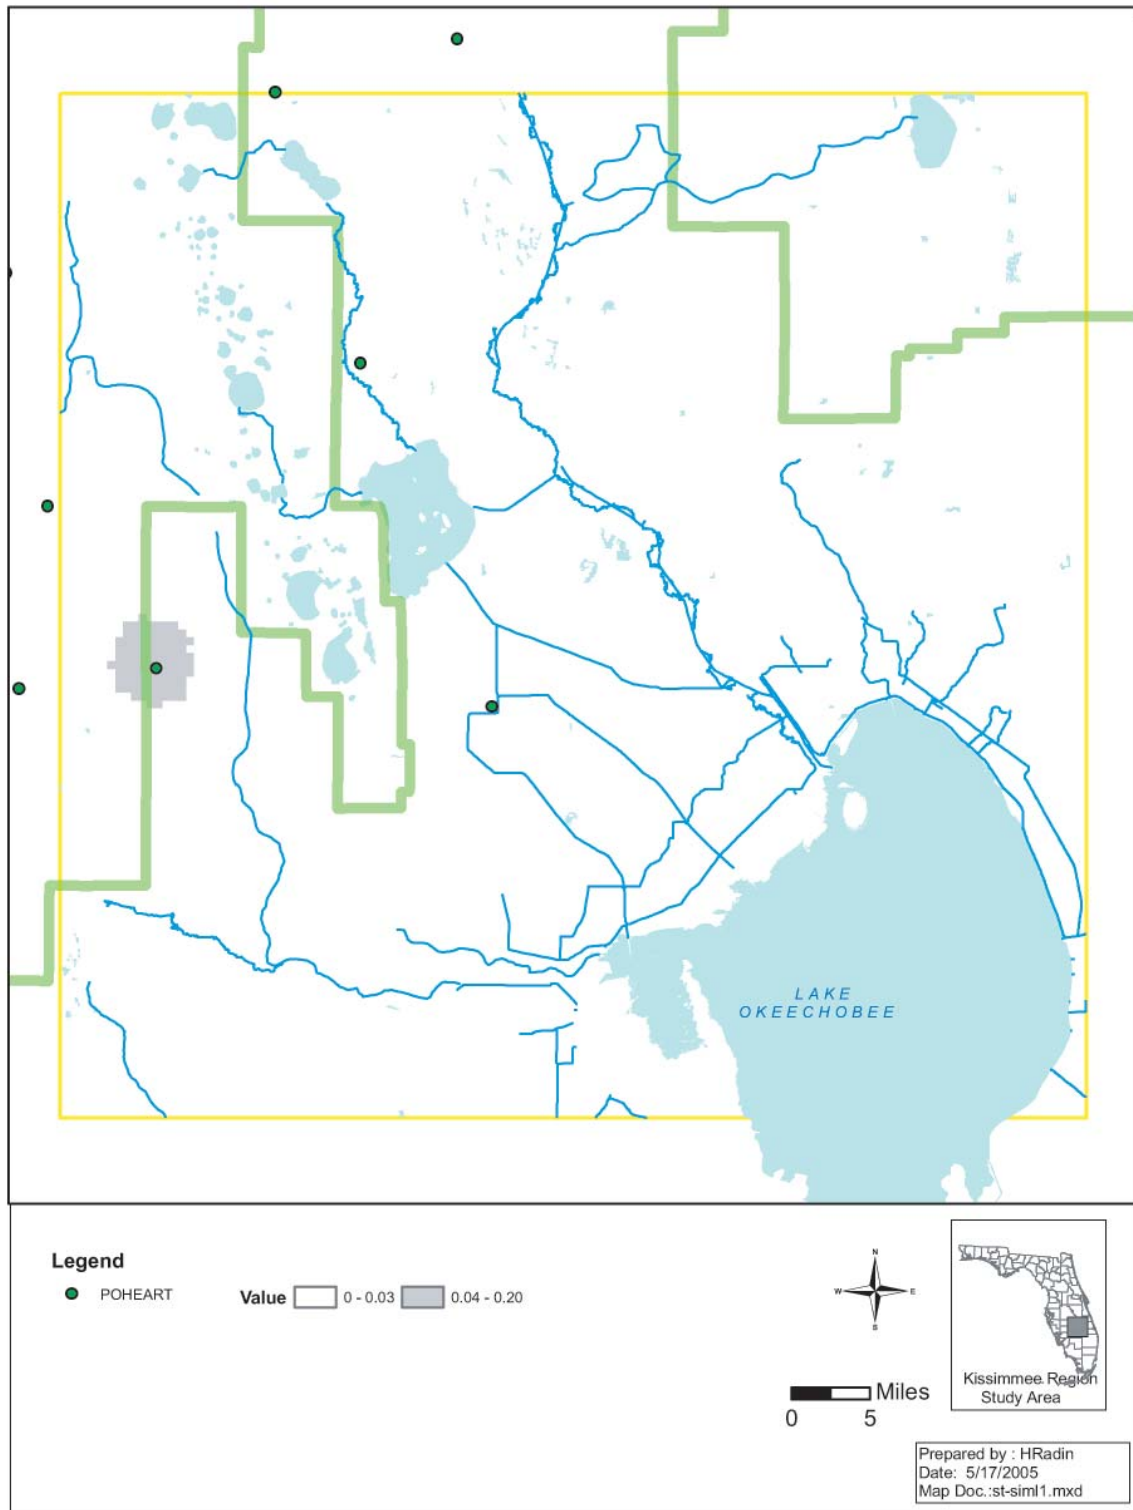 LAKE
OKEECHOBEE
Legend
POHEART
Value 0 - 0.03 0.04 - 0.20
N
W E
S
Miles
0 5
Kissimmee Region
Study Area
Prepared by : HRadin
Date: 5/17/2005
Map Doc.:st-siml1.mxd